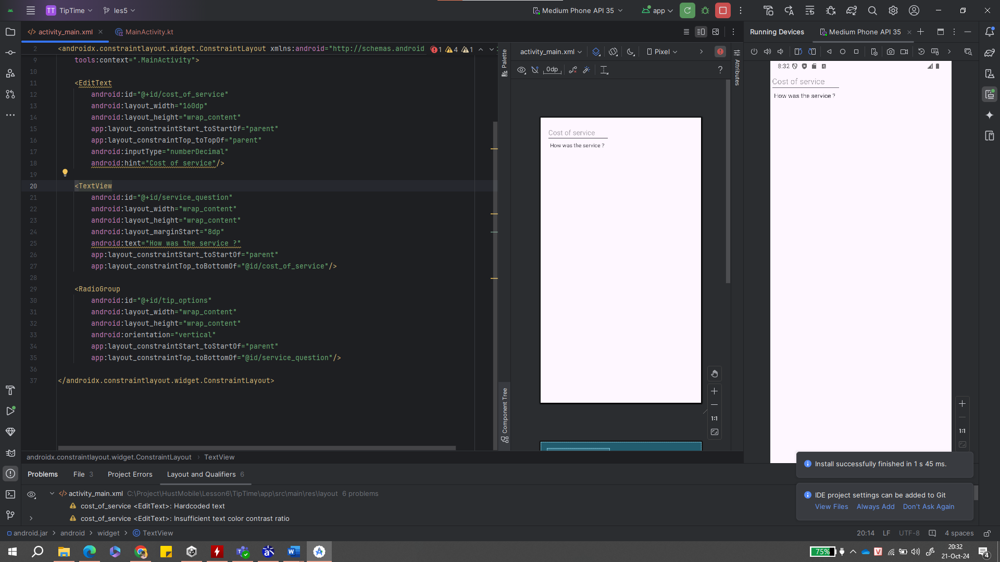 TT TipTime les5 Medium Phone API 35 app
activity_main.xml MainActivity.kt
Running Devices Medium Phone API 35
2 <androidx.constraintlayout.widget.ConstraintLayout xmlns:android="http://schemas.android 1 4 1
9 tools:context=".MainActivity">
10
11 <EditText
12 android:id="@+id/cost_of_service"
13 android:layout_width="160dp"
14 android:layout_height="wrap_content"
15 app:layout_constraintStart_toStartOf="parent"
16 app:layout_constraintTop_toTopOf="parent"
17 android:inputType="numberDecimal"
18 android:hint="Cost of service"/>
19
20 <TextView
21 android:id="@+id/service_question"
22 android:layout_width="wrap_content"
23 android:layout_height="wrap_content"
24 android:layout_marginStart="8dp"
25 android:text="How was the service ?"
26 app:layout_constraintStart_toStartOf="parent"
27 app:layout_constraintTop_toBottomOf="@id/cost_of_service"/>
28
29 <RadioGroup
30 android:id="@+id/tip_options"
31 android:layout_width="wrap_content"
32 android:layout_height="wrap_content"
33 android:orientation="vertical"
34 app:layout_constraintStart_toStartOf="parent"
35 app:layout_constraintTop_toBottomOf="@id/service_question"/>
36
37 </androidx.constraintlayout.widget.ConstraintLayout>
Palette
Component Tree
activity_main.xml Pixel
0dp ?
Cost of service
How was the service ?
1:1
Attributes
8:32
Cost of service
How was the service ?
1:1
androidx.constraintlayout.widget.ConstraintLayout TextView
Problems File 3 Project Errors Layout and Qualifiers 6
activity_main.xml C:\Project\HustMobile\Lesson6\TipTime\app\src\main\res\layout 6 problems
cost_of_service <EditText>: Hardcoded text
cost_of_service <EditText>: Insufficient text color contrast ratio
Install successfully finished in 1 s 45 ms.
IDE project settings can be added to Git
View Files Always Add Don't Ask Again
android.jar android widget TextView
20:14 LF UTF-8 4 spaces
75%
20:32
21-Oct-24
4